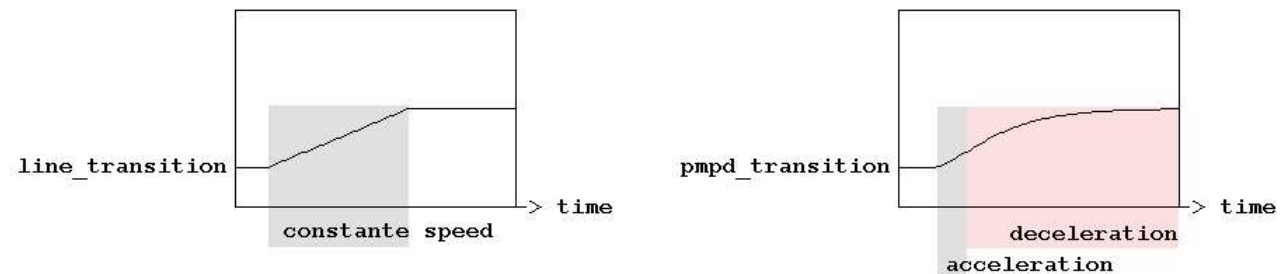 line_transition
> time
constante speed
pmpd_transition
> time
deceleration
acceleration